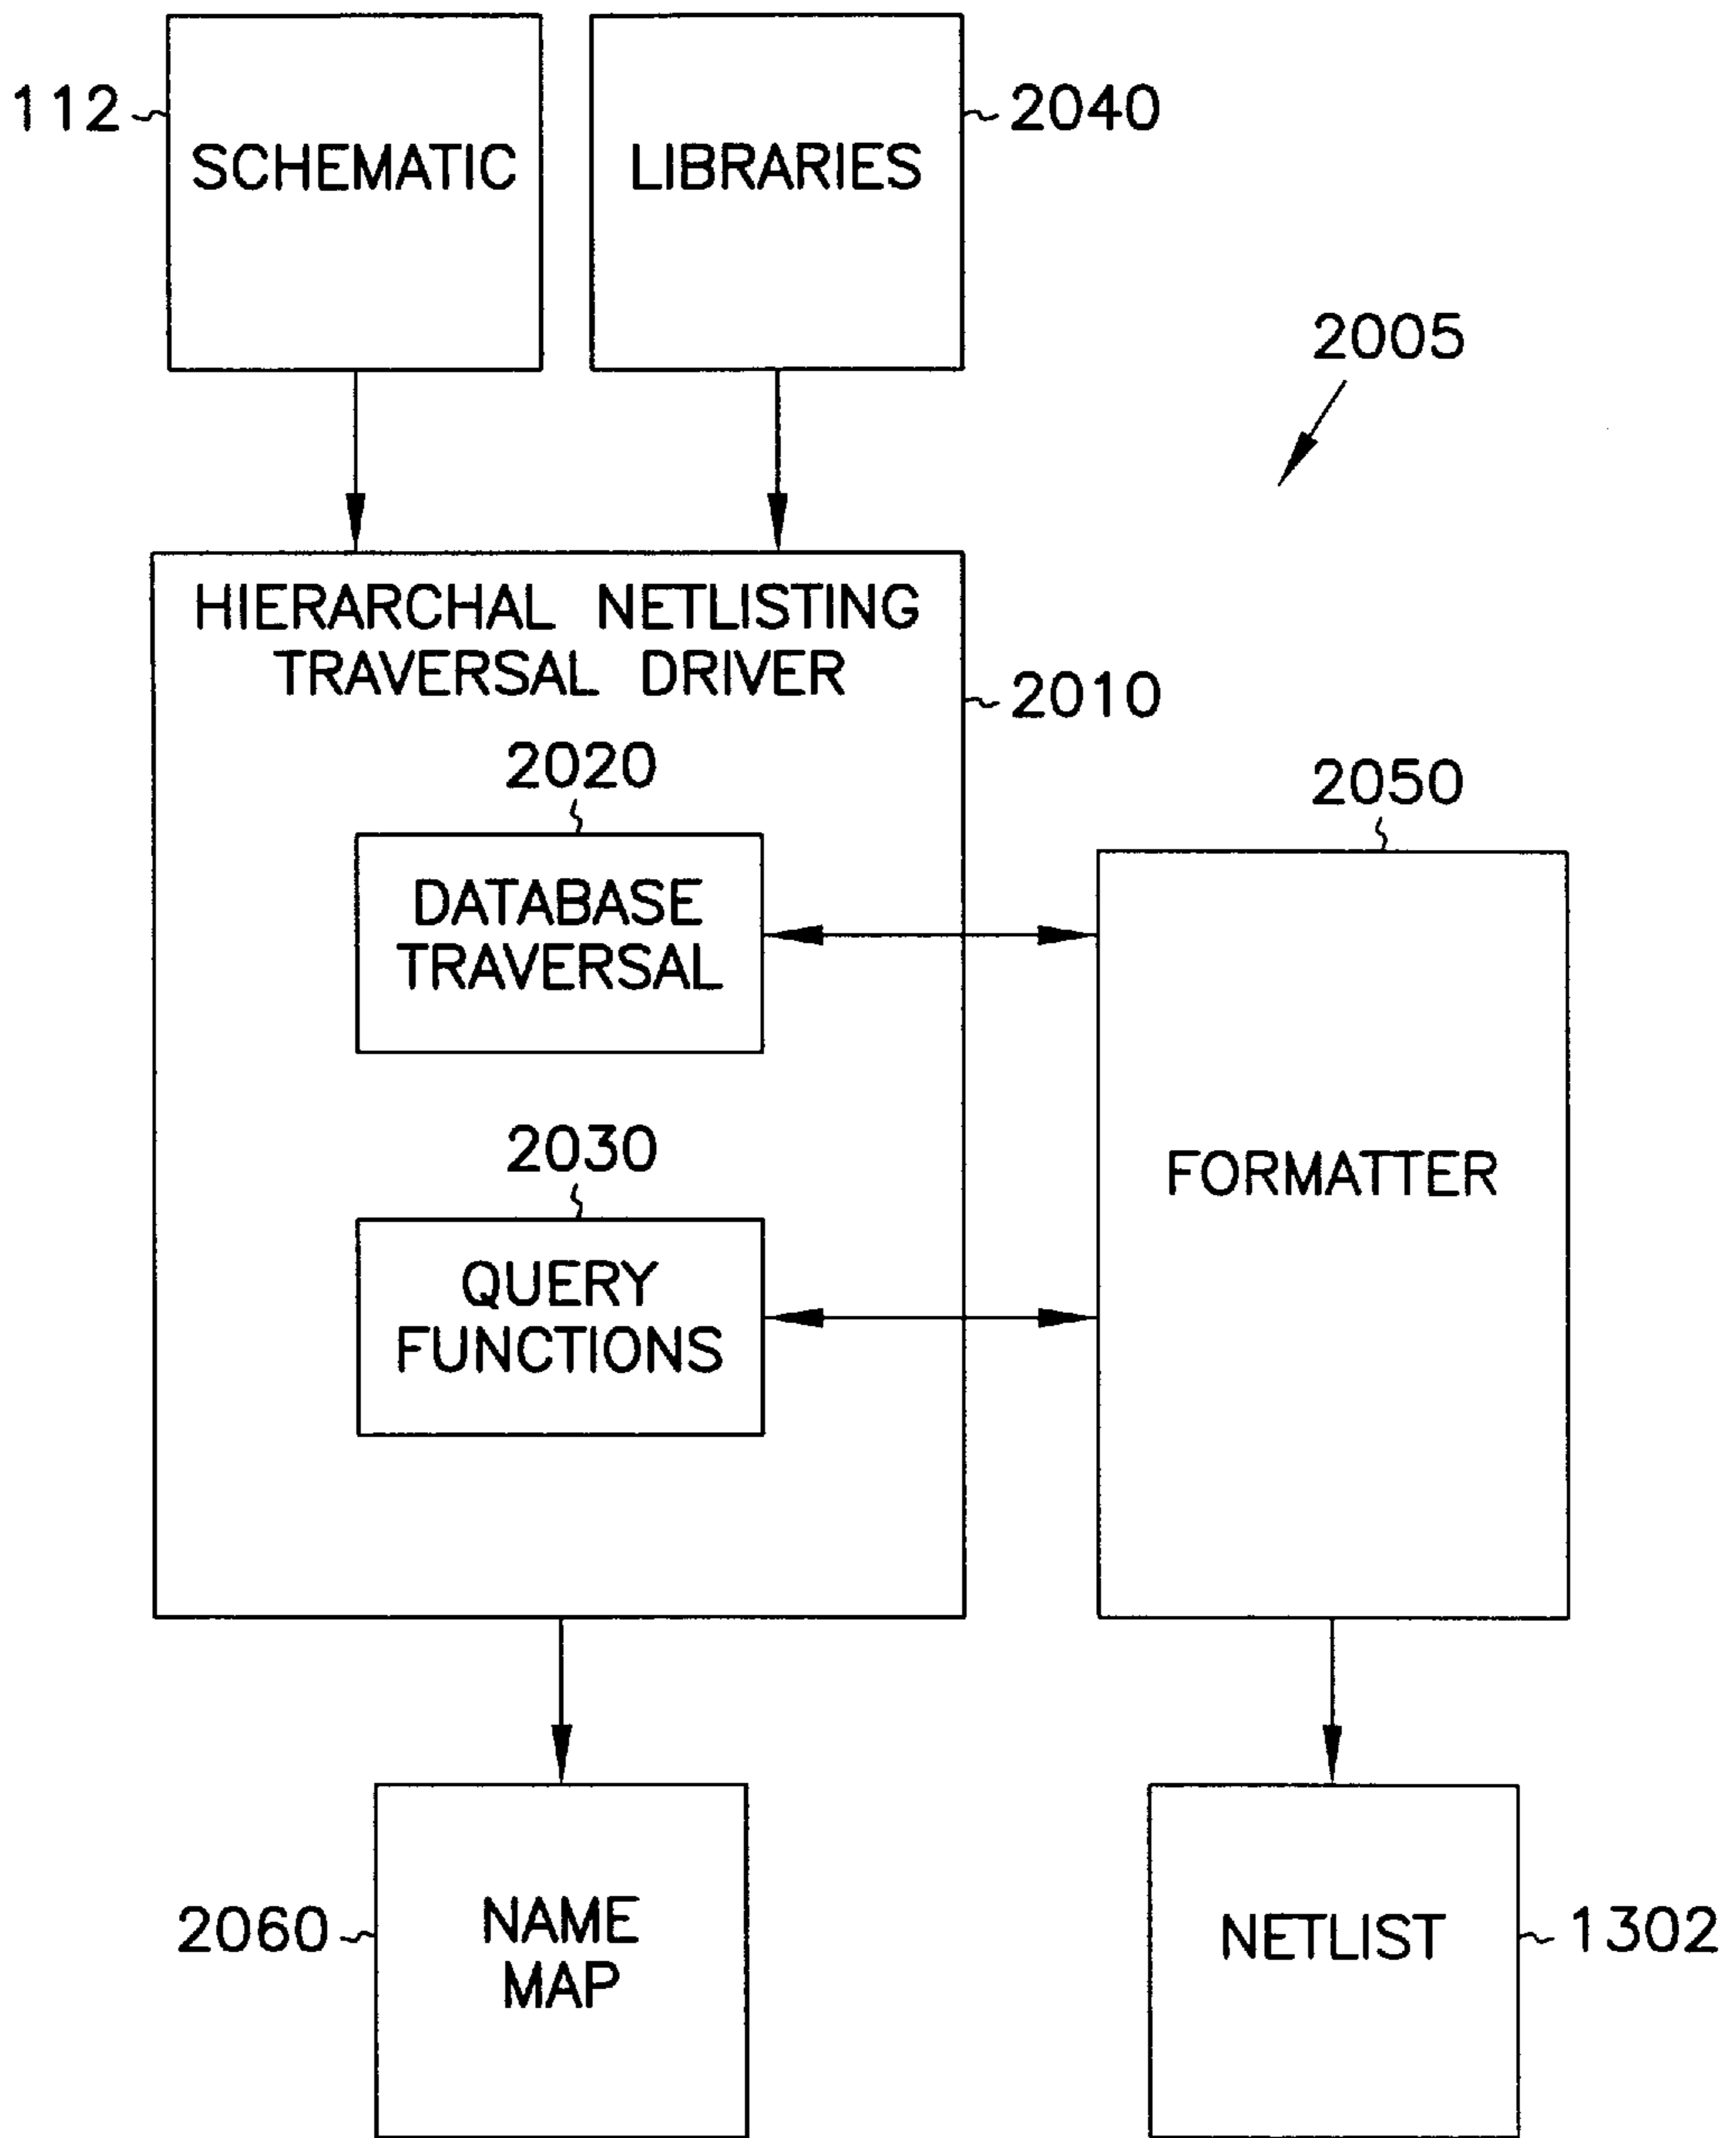 112
SCHEMATIC
LIBRARIES
2040
2005
HIERARCHAL NETLISTING
TRAVERSAL DRIVER
2010
2020
DATABASE
TRAVERSAL
2050
FORMATTER
2030
QUERY
FUNCTIONS
2060
NAME
MAP
NETLIST
1302